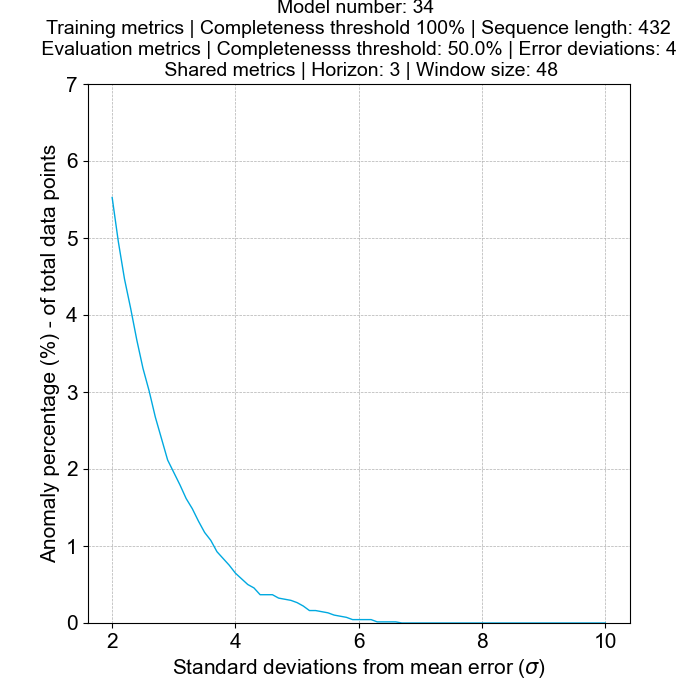 Model number: 34
Training metrics | Completeness threshold 100% | Sequence length: 432
Evaluation metrics | Completenesss threshold: 50.0% | Error deviations: 4
Shared metrics | Horizon: 3 | Window size: 48
7
6
5
4
3
2
1
0
Anomaly percentage (%) - of total data points
2 4 6 8 10
Standard deviations from mean error (σ)